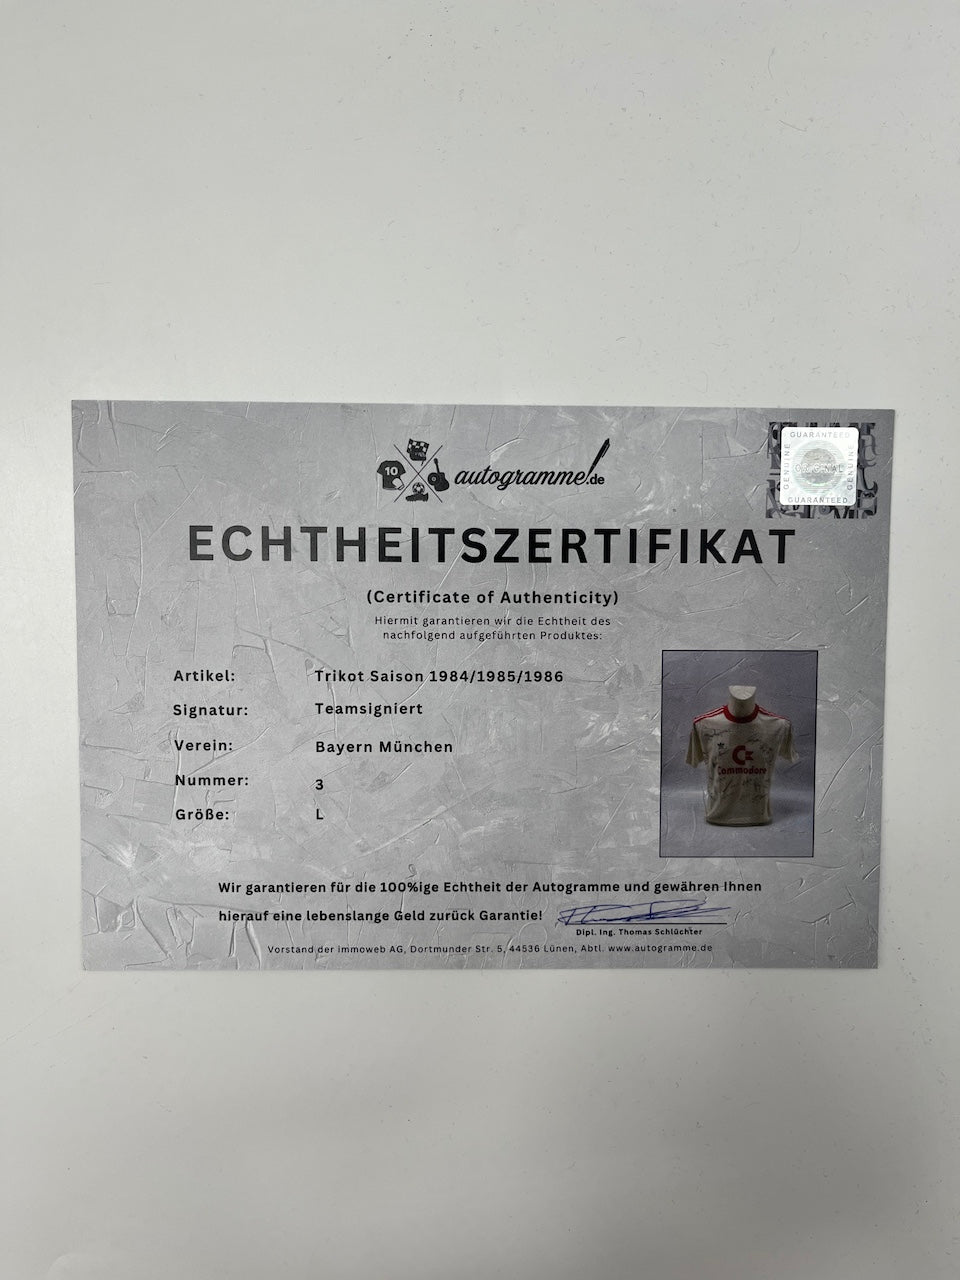 10
autogramme!.de
GUARANTEED
GENUINE
ORIGINAL
GENUINE
GUARANTEED
ECHTHEITSZERTIFIKAT
(Certificate of Authenticity)
Hiermit garantieren wir die Echtheit des
nachfolgend aufgeführten Produktes:
Artikel: Trikot Saison 1984/1985/1986
Signatur: Teamsigniert
Verein: Bayern München
Nummer: 3
Größe: L
Commodore
Wir garantieren für die 100%ige Echtheit der Autogramme und gewähren Ihnen
hierauf eine lebenslange Geld zurück Garantie!
Dipl. Ing. Thomas Schlüchter
Vorstand der immoweb AG, Dortmunder Str. 5, 44536 Lünen, Abtl. www.autogramme.de